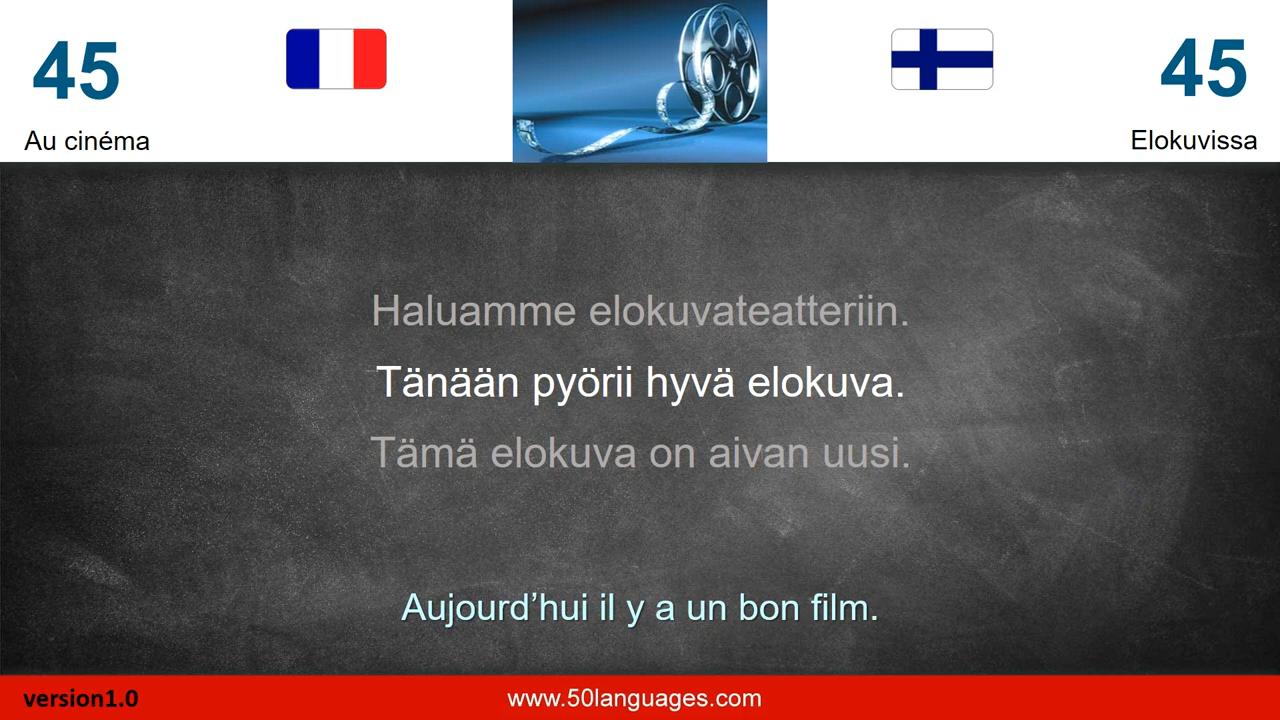 45
45
Au cinéma
Elokuvissa
Haluamme elokuvateatteriin.
Tänään pyörii hyvä elokuva.
Tämä elokuva on aivan uusi.
Aujourd’hui il y a un bon film.
version1.0
www.50languages.com